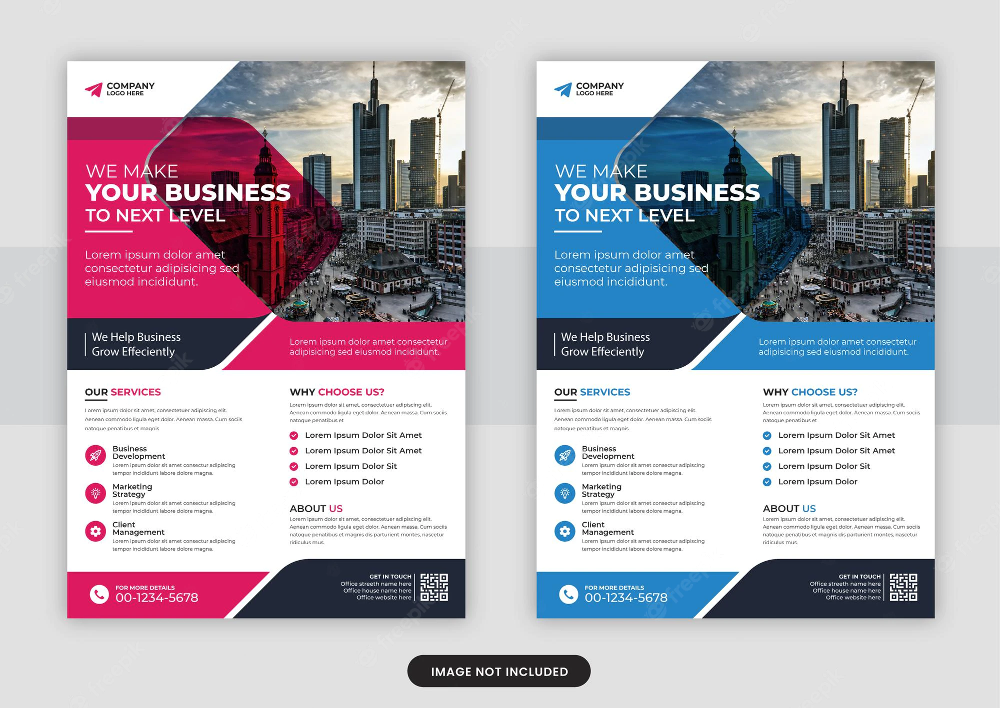 COMPANY
LOGO HERE
WE MAKE
YOUR BUSINESS
TO NEXT LEVEL
Lorem ipsum dolor amet
consectetur adipisicing sed
eiusmod incididunt.
We Help Business
Grow Effeciently
Lorem ipsum dolor amet consectetur
adipisicing sed eiusmod incididunt.
OUR SERVICES
Lorem ipsum dolor sit amet, consectetuer adipiscing elit.
Aenean commodo ligula eget dolor. Aenean massa. Cum sociis
natoque penatibus et magnis
Business
Development
Lorem ipsum dolor sit amet consectur adipiscing
tempor incididunt labore dolore magna.
Marketing
Strategy
Lorem ipsum dolor sit amet consectur adipiscing
tempor incididunt labore dolore magna.
Client
Management
Lorem ipsum dolor sit amet consectur adipiscing
tempor incididunt labore dolore magna.
WHY CHOOSE US?
Lorem ipsum dolor sit amet, consectetuer adipiscing elit.
Aenean commodo ligula eget dolor. Aenean massa. Cum sociis
natoque penatibus et
Lorem Ipsum Dolor Sit Amet
Lorem Ipsum Dolor Sit Amet
Lorem Ipsum Dolor Sit
Lorem Ipsum Dolor
ABOUT US
Lorem ipsum dolor sit amet, consectetuer adipiscing elit.
Aenean commodo ligula eget dolor. Aenean massa. Cum sociis
natoque penatibus et magnis dis parturient montes, nascetur
ridiculus mus.
FOR MORE DETAILS
00-1234-5678
GET IN TOUCH
Office streeth name here
Office house name here
Office website here
COMPANY
LOGO HERE
WE MAKE
YOUR BUSINESS
TO NEXT LEVEL
Lorem ipsum dolor amet
consectetur adipisicing sed
eiusmod incididunt.
We Help Business
Grow Effeciently
Lorem ipsum dolor amet consectetur
adipisicing sed eiusmod incididunt.
OUR SERVICES
Lorem ipsum dolor sit amet, consectetuer adipiscing elit.
Aenean commodo ligula eget dolor. Aenean massa. Cum sociis
natoque penatibus et magnis
Business
Development
Lorem ipsum dolor sit amet consectur adipiscing
tempor incididunt labore dolore magna.
Marketing
Strategy
Lorem ipsum dolor sit amet consectur adipiscing
tempor incididunt labore dolore magna.
Client
Management
Lorem ipsum dolor sit amet consectur adipiscing
tempor incididunt labore dolore magna.
WHY CHOOSE US?
Lorem ipsum dolor sit amet, consectetuer adipiscing elit.
Aenean commodo ligula eget dolor. Aenean massa. Cum sociis
natoque penatibus et
Lorem Ipsum Dolor Sit Amet
Lorem Ipsum Dolor Sit Amet
Lorem Ipsum Dolor Sit
Lorem Ipsum Dolor
ABOUT US
Lorem ipsum dolor sit amet, consectetuer adipiscing elit.
Aenean commodo ligula eget dolor. Aenean massa. Cum sociis
natoque penatibus et magnis dis parturient montes, nascetur
ridiculus mus.
FOR MORE DETAILS
00-1234-5678
GET IN TOUCH
Office streeth name here
Office house name here
Office website here
IMAGE NOT INCLUDED
freepik